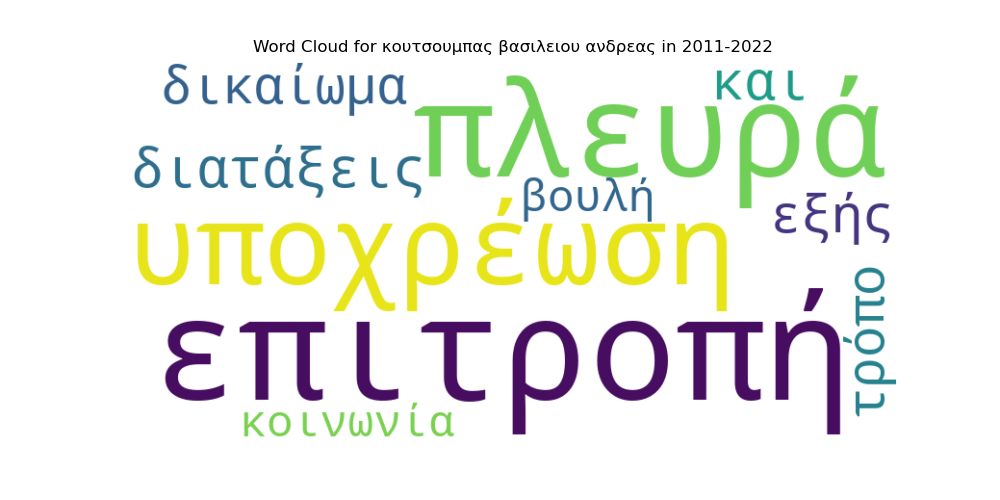 Word Cloud for κουτσουμπας βασιλειου ανδρεας in 2011-2022
δικαίωμα
και
πλευρά
διατάξεις
βουλή
εξής
υποχρέωση
επιτροπή
τρόπο
κοινωνία